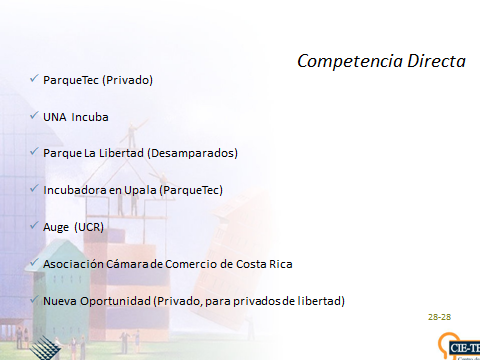 Competencia Directa
ParqueTec (Privado)
UNA Incuba
Parque La Libertad (Desamparados)
Incubadora en Upala (ParqueTec)
Auge (UCR)
Asociación Cámara de Comercio de Costa Rica
Nueva Oportunidad (Privado, para privados de libertad)
28-28
CIE-TE